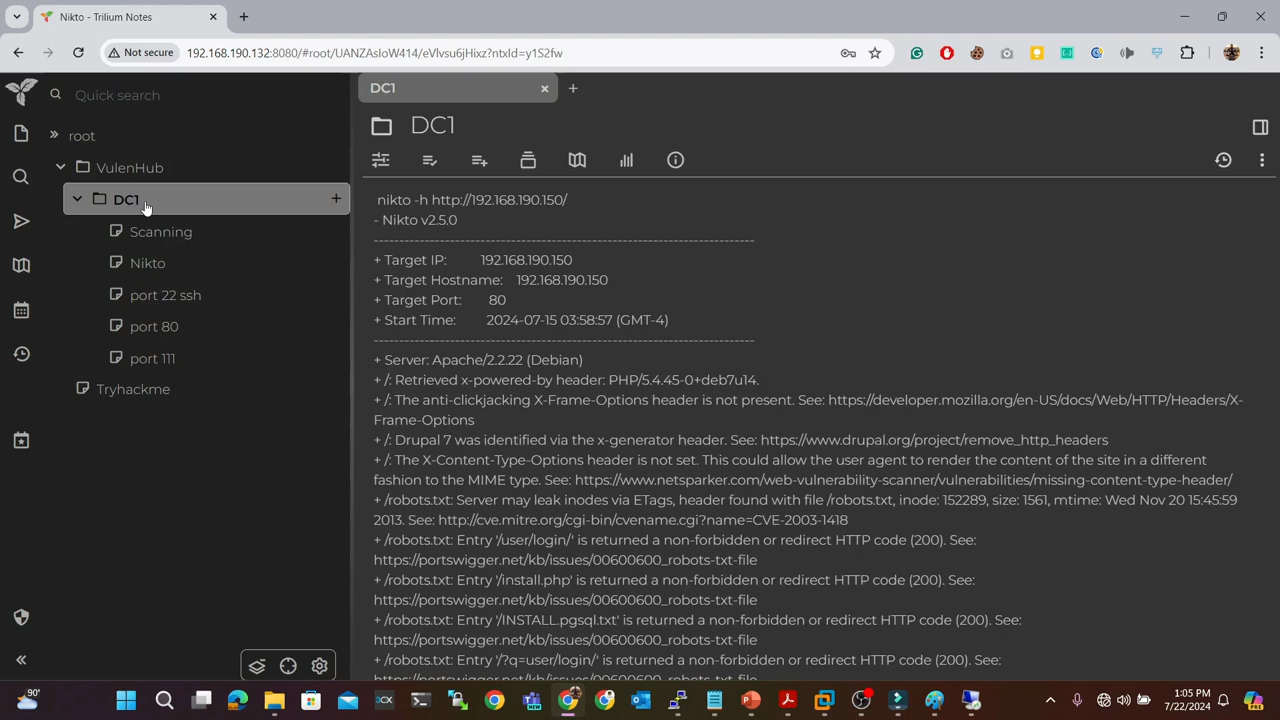 Nikto - Trilium Notes
Not secure
192.168.190.132:8080/#root/UANZAsIoW414/eVlvsu6jHixz?ntxId=y1S2fw
Quick search
root
VulenHub
DC1
Scanning
Nikto
port 22 ssh
port 80
port 111
Tryhackme
DC1
DC1
nikto -h http://192.168.190.150/
- Nikto v2.5.0
---------------------------------------------------------------------------
+ Target IP: 192.168.190.150
+ Target Hostname: 192.168.190.150
+ Target Port: 80
+ Start Time: 2024-07-15 03:58:57 (GMT-4)
---------------------------------------------------------------------------
+ Server: Apache/2.2.22 (Debian)
+ /: Retrieved x-powered-by header: PHP/5.4.45-0+deb7u14.
+ /: The anti-clickjacking X-Frame-Options header is not present. See: https://developer.mozilla.org/en-US/docs/Web/HTTP/Headers/X-
Frame-Options
+ /: Drupal 7 was identified via the x-generator header. See: https://www.drupal.org/project/remove_http_headers
+ /: The X-Content-Type-Options header is not set. This could allow the user agent to render the content of the site in a different
fashion to the MIME type. See: https://www.netsparker.com/web-vulnerability-scanner/vulnerabilities/missing-content-type-header/
+ /robots.txt: Server may leak inodes via ETags, header found with file /robots.txt, inode: 152289, size: 1561, mtime: Wed Nov 20 15:45:59
2013. See: http://cve.mitre.org/cgi-bin/cvename.cgi?name=CVE-2003-1418
+ /robots.txt: Entry '/user/login/' is returned a non-forbidden or redirect HTTP code (200). See:
https://portswigger.net/kb/issues/00600600_robots-txt-file
+ /robots.txt: Entry '/install.php' is returned a non-forbidden or redirect HTTP code (200). See:
https://portswigger.net/kb/issues/00600600_robots-txt-file
+ /robots.txt: Entry '/INSTALL.pgsql.txt' is returned a non-forbidden or redirect HTTP code (200). See:
https://portswigger.net/kb/issues/00600600_robots-txt-file
+ /robots.txt: Entry '/?q=user/login/' is returned a non-forbidden or redirect HTTP code (200). See:
https://portswigger.net/kb/issues/00600600_robots-txt-file
90°
1:05 PM
7/22/2024